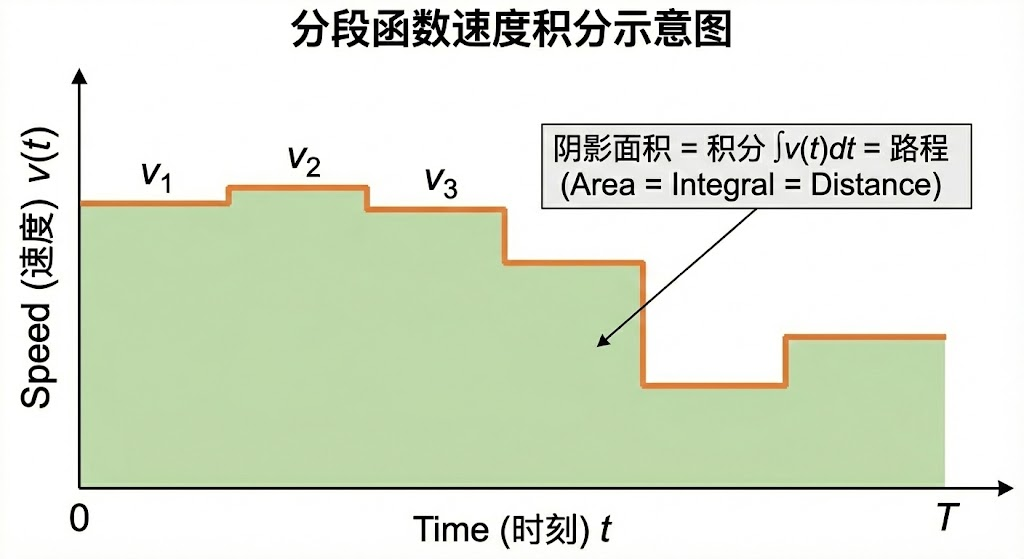 分段函数速度积分示意图
Speed (速度) v(t)
v₁
v₂
v₃
阴影面积 = 积分 ∫v(t)dt = 路程
(Area = Integral = Distance)
0
Time (时刻) t
T